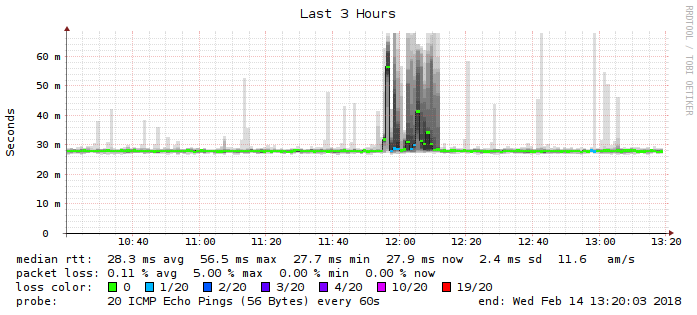 Last 3 Hours
RRDTOOL / TOBI OETIKER
Seconds
60 m
50 m
40 m
30 m
20 m
10 m
0
10:40 11:00 11:20 11:40 12:00 12:20 12:40 13:00 13:20
median rtt: 28.3 ms avg 56.5 ms max 27.7 ms min 27.9 ms now 2.4 ms sd 11.6 am/s
packet loss: 0.11 % avg 5.00 % max 0.00 % min 0.00 % now
loss color: 0 1/20 2/20 3/20 4/20 10/20 19/20
probe: 20 ICMP Echo Pings (56 Bytes) every 60s end: Wed Feb 14 13:20:03 2018